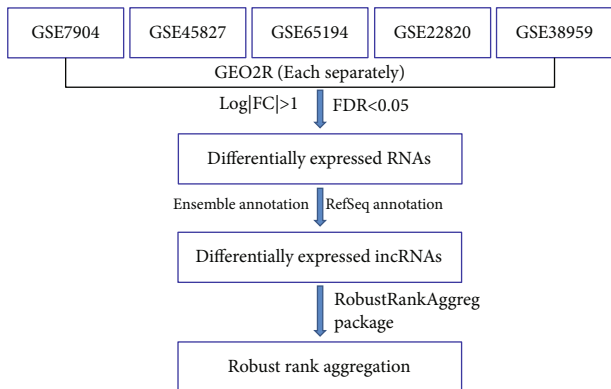 GSE7904 GSE45827 GSE65194 GSE22820 GSE38959
GEO2R (Each separately)
Log|FC|>1 FDR<0.05
Differentially expressed RNAs
Ensemble annotation RefSeq annotation
Differentially expressed incRNAs
RobustRankAggreg
package
Robust rank aggregation